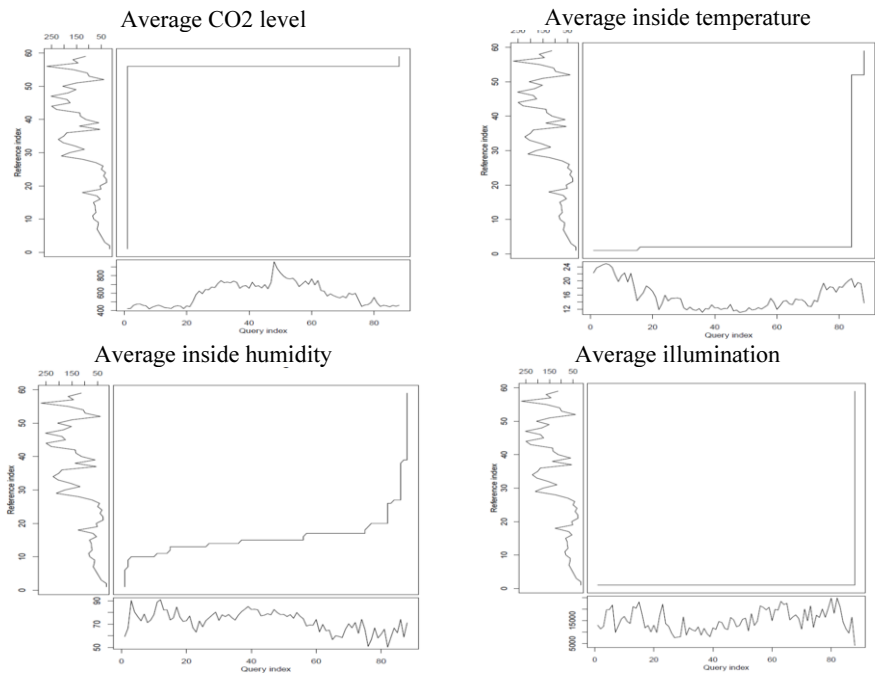 Average CO2 level
250 150 50
Reference index
0 10 20 30 40 50 60
400 600 800
0 20 40 60 80
Query index
Average inside temperature
250 150 50
Reference index
0 10 20 30 40 50 60
12 16 20 24
0 20 40 60 80
Query index
Average inside humidity
250 150 50
Reference index
0 10 20 30 40 50 60
50 70 90
0 20 40 60 80
Query index
Average illumination
250 150 50
Reference index
0 10 20 30 40 50 60
5000 15000
0 20 40 60 80
Query index